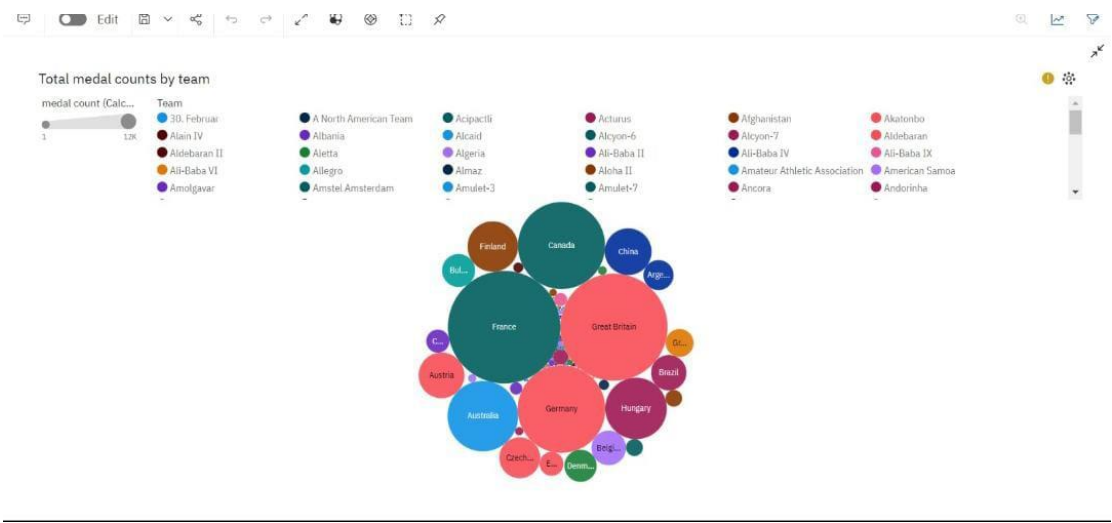 Edit
Total medal counts by team
medal count (Calc...
1 12K
Team
30. Februar A North American Team Acipactli Acturus Afghanistan Akatonbo
Alain IV Albania Alcaid Alcyon-6 Alcyon-7 Aldebaran
Aldebaran II Aletta Algeria Ali-Baba II Ali-Baba IV Ali-Baba IX
Ali-Baba VI Allegro Almaz Aloha II Amateur Athletic Association American Samoa
Amolgavar Amstel Amsterdam Amulet-3 Amulet-7 Ancora Andorinha
Finland
Canada
China
Bul...
Arge...
France
Great Britain
C...
Gr...
Austria
Brazil
Australia
Germany
Hungary
Belgi...
Czech...
E...
Denm...